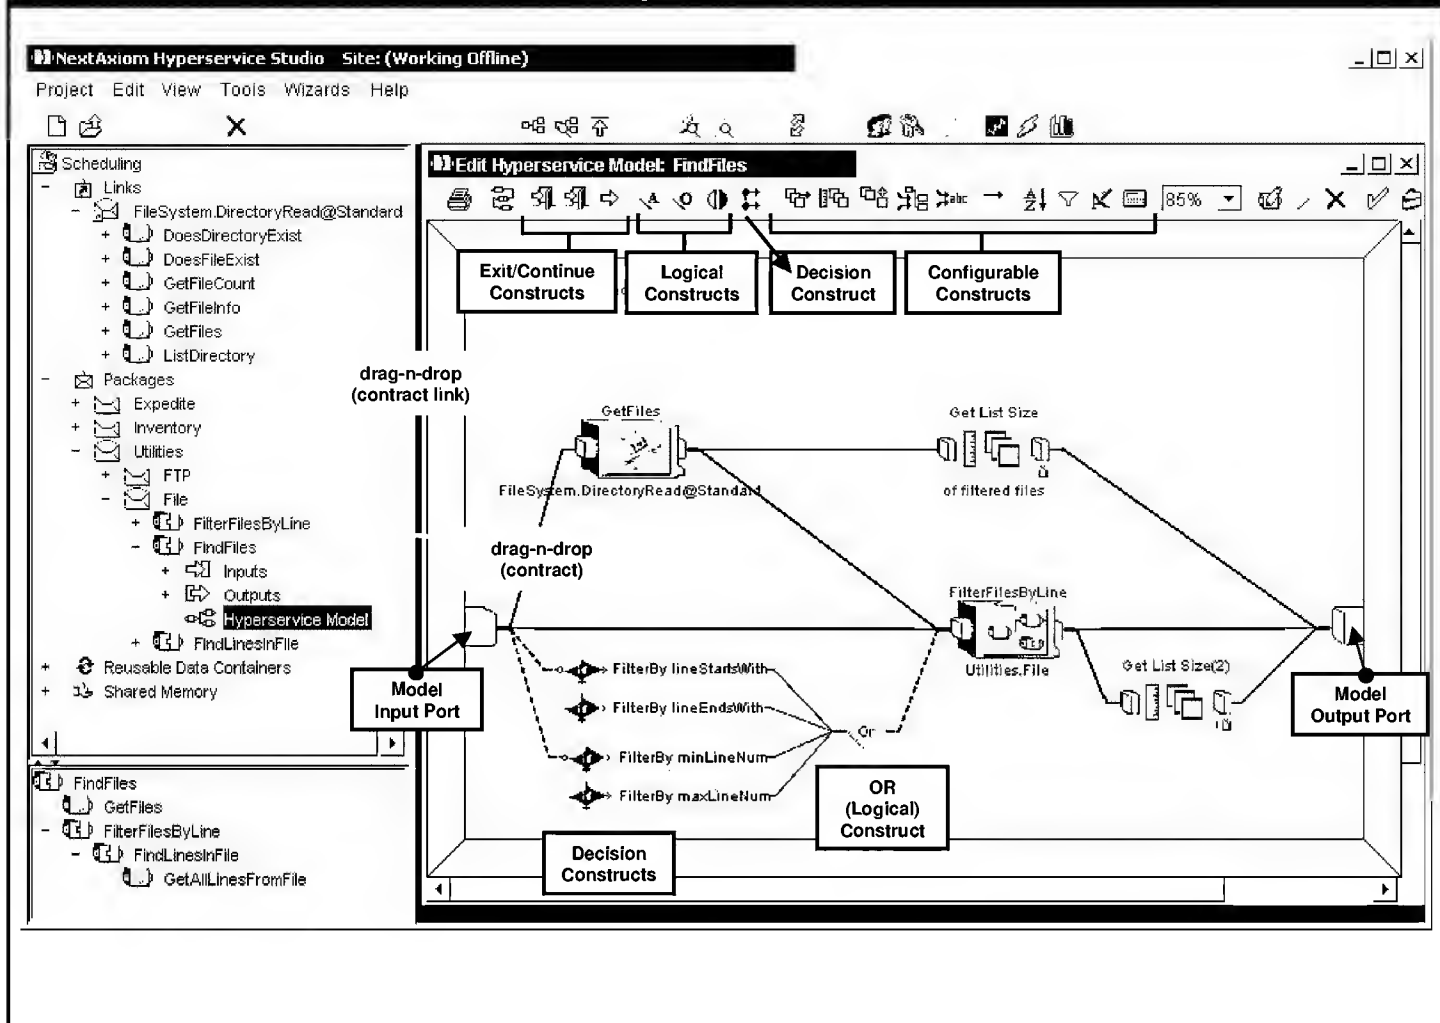 NextAxiom Hyperservice Studio Site: (Working Offline)
Project Edit View Tools Wizards Help
Scheduling
Links
FileSystem.DirectoryRead@Standard
DoesDirectoryExist
DoesFileExist
GetFileCount
GetFileInfo
GetFiles
ListDirectory
Packages
Expedite
Inventory
Utilities
FTP
File
FilterFilesByLine
FindFiles
Inputs
Outputs
Hyperservice Model
FindLinesInFile
Reusable Data Containers
Shared Memory
FindFiles
GetFiles
FilterFilesByLine
FindLinesInFile
GetAllLinesFromFile
Edit Hyperservice Model: FindFiles
85%
Exit/Continue
Constructs
Logical
Constructs
Decision
Construct
Configurable
Constructs
drag-n-drop
(contract link)
GetFiles
FileSystem.DirectoryRead@Standard
Get List Size
of filtered files
drag-n-drop
(contract)
FilterFilesByLine
Utilities.File
Get List Size(2)
Model
Input Port
Model
Output Port
FilterBy lineStartsWith
FilterBy lineEndsWith
Or
FilterBy minLineNum
FilterBy maxLineNum
OR
(Logical)
Construct
Decision
Constructs